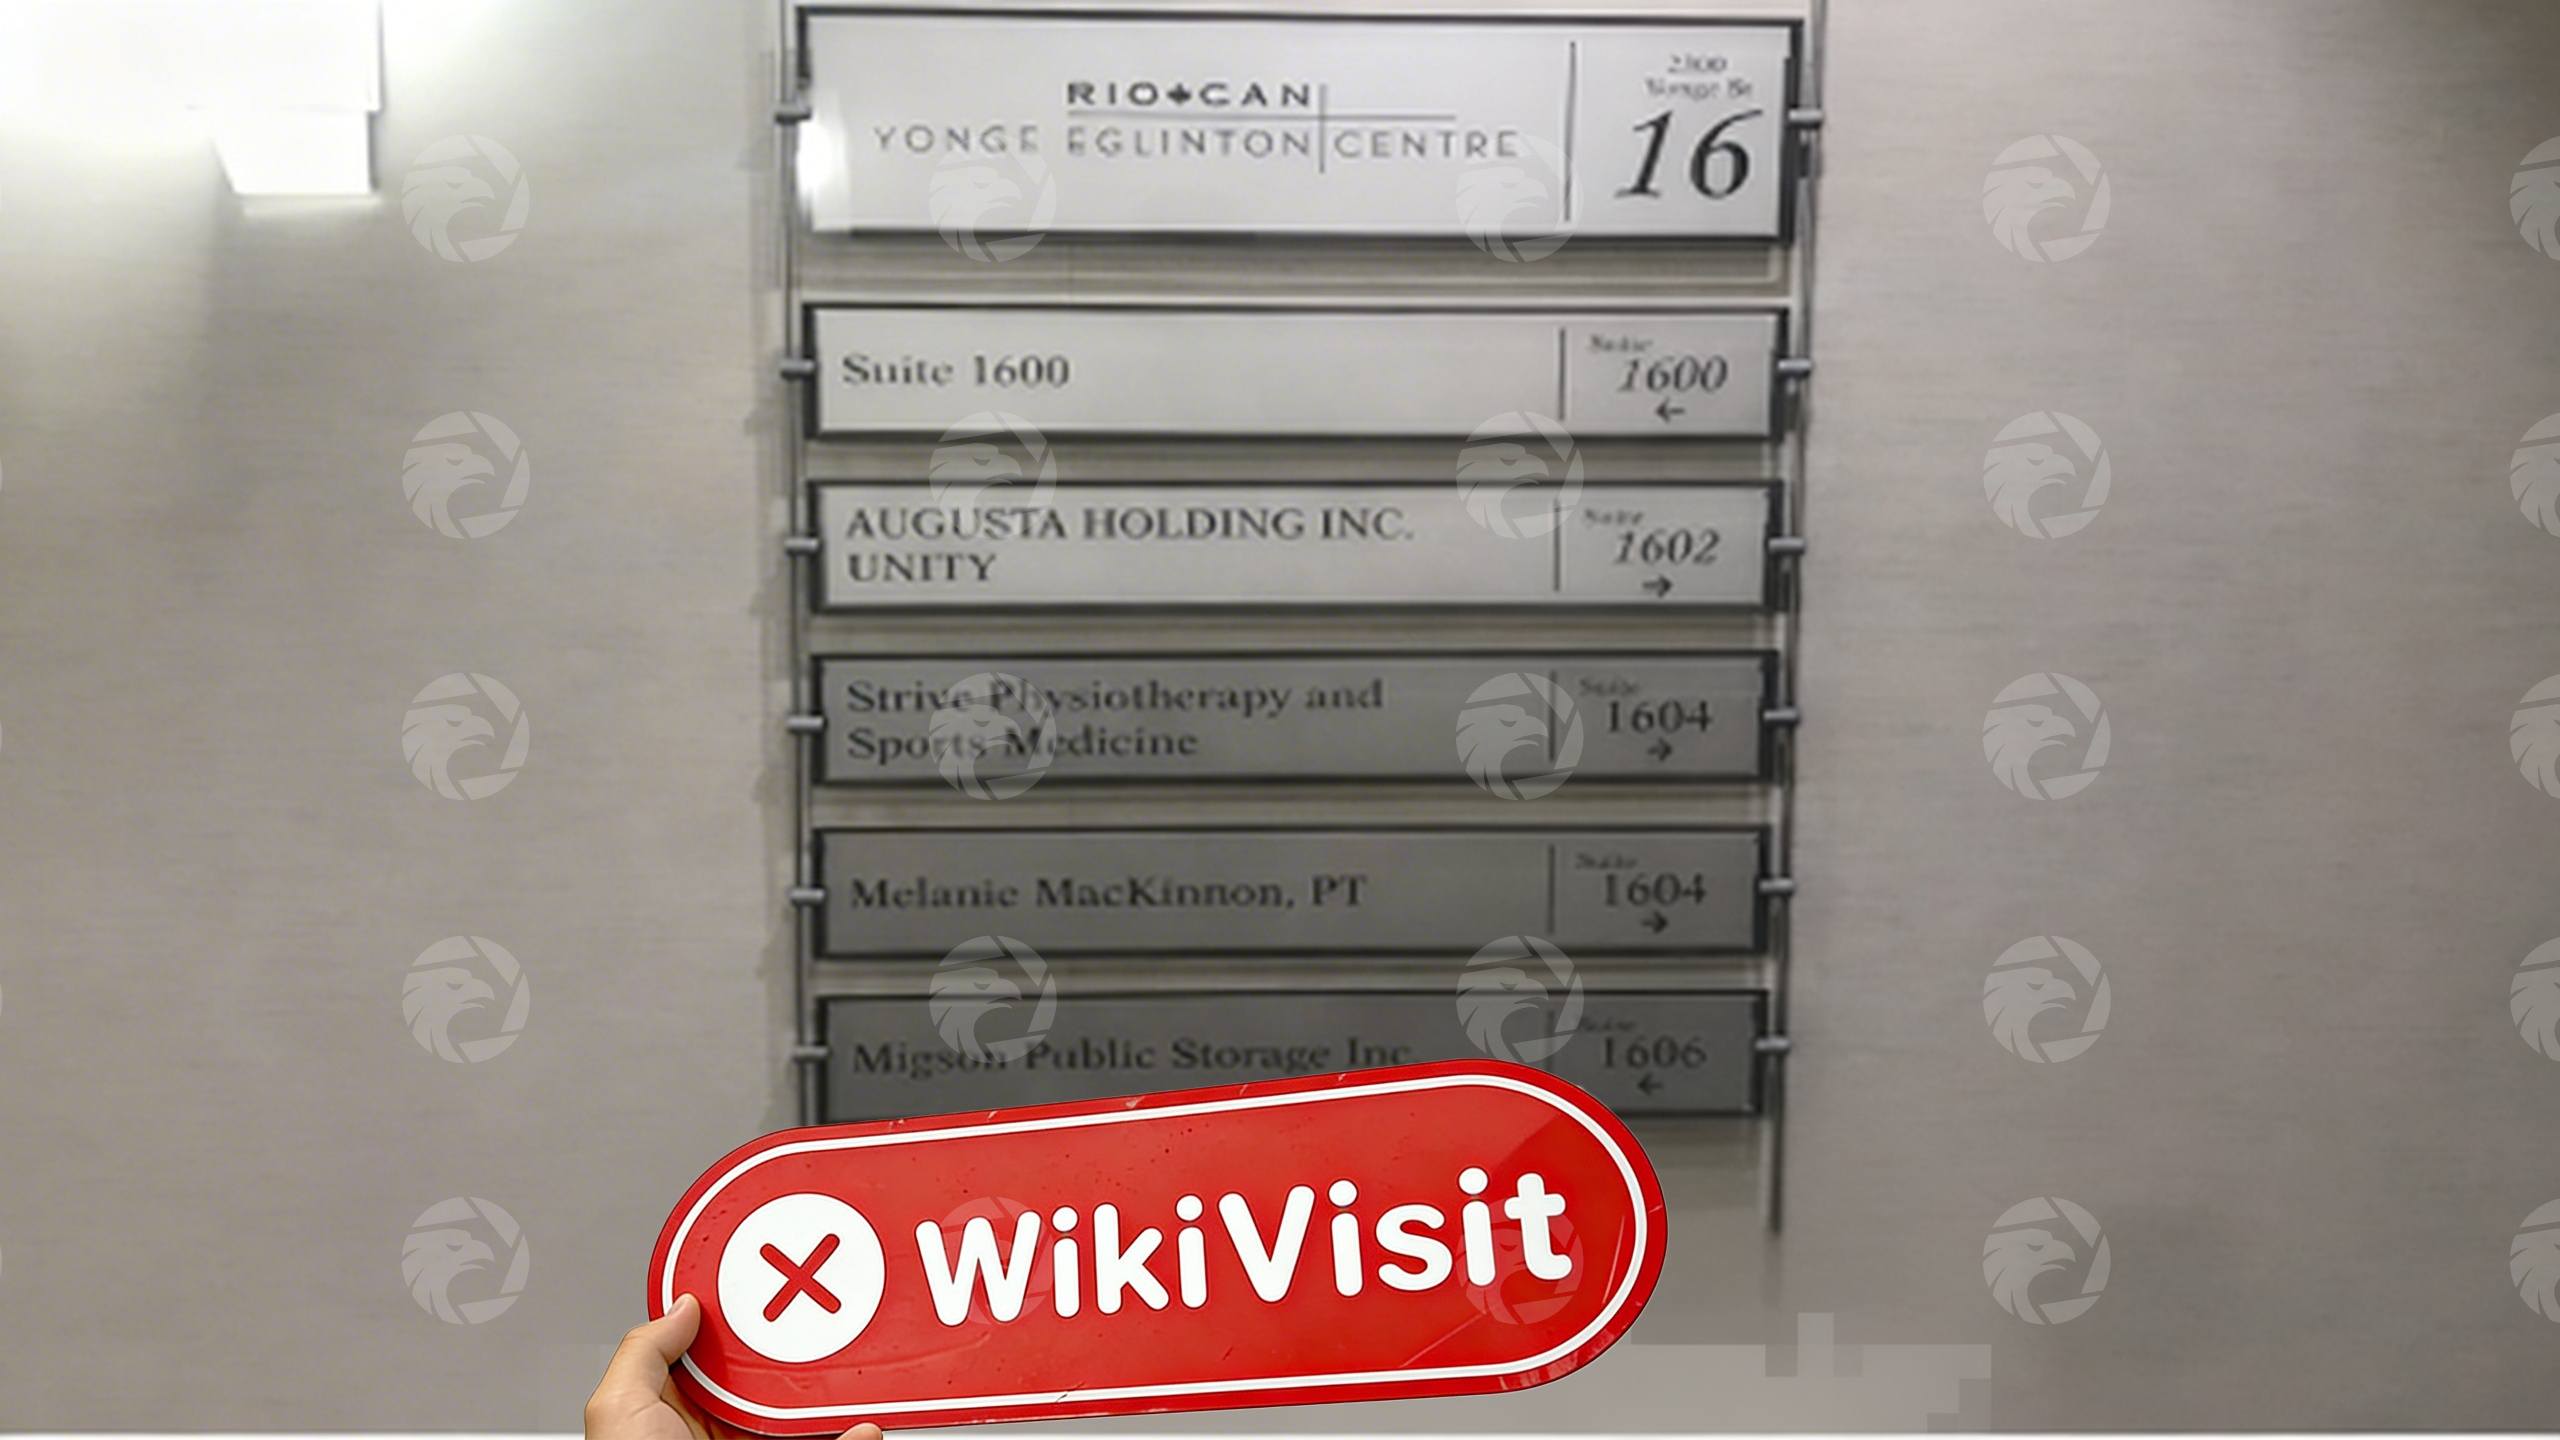 RIO CAN
YONGE EGLINTON CENTRE
2300
Yonge St
16
Suite 1600
Suite
1600
←
AUGUSTA HOLDING INC.
UNITY
Suite
1602
→
Strive Physiotherapy and
Sports Medicine
Suite
1604
→
Melanie MacKinnon, PT
Suite
1604
→
Migson Public Storage Inc.
Suite
1606
←
WikiVisit